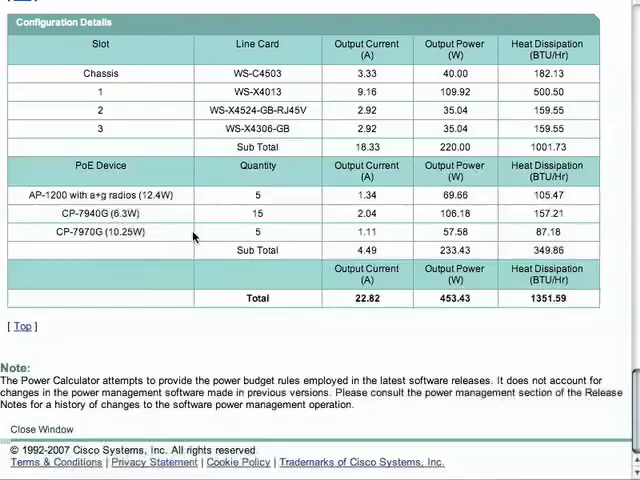 Configuration Details
Slot Line Card Output Current (A) Output Power (W) Heat Dissipation (BTU/Hr)
Chassis WS-C4503 3.33 40.00 182.13
1 WS-X4013 9.16 109.92 500.50
2 WS-X4524-GB-RJ45V 2.92 35.04 159.55
3 WS-X4306-GB 2.92 35.04 159.55
Sub Total 18.33 220.00 1001.73
PoE Device Quantity Output Current (A) Output Power (W) Heat Dissipation (BTU/Hr)
AP-1200 with a+g radios (12.4W) 5 1.34 69.66 105.47
CP-7940G (6.3W) 15 2.04 106.18 157.21
CP-7970G (10.25W) 5 1.11 57.58 87.18
Sub Total 4.49 233.43 349.86
Output Current (A) Output Power (W) Heat Dissipation (BTU/Hr)
Total 22.82 453.43 1351.59
[ Top ]
Note:
The Power Calculator attempts to provide the power budget rules employed in the latest software releases. It does not account for
changes in the power management software made in previous versions. Please consult the power management section of the Release
Notes for a history of changes to the software power management operation.
Close Window
© 1992-2007 Cisco Systems, Inc. All rights reserved.
Terms & Conditions | Privacy Statement | Cookie Policy | Trademarks of Cisco Systems, Inc.